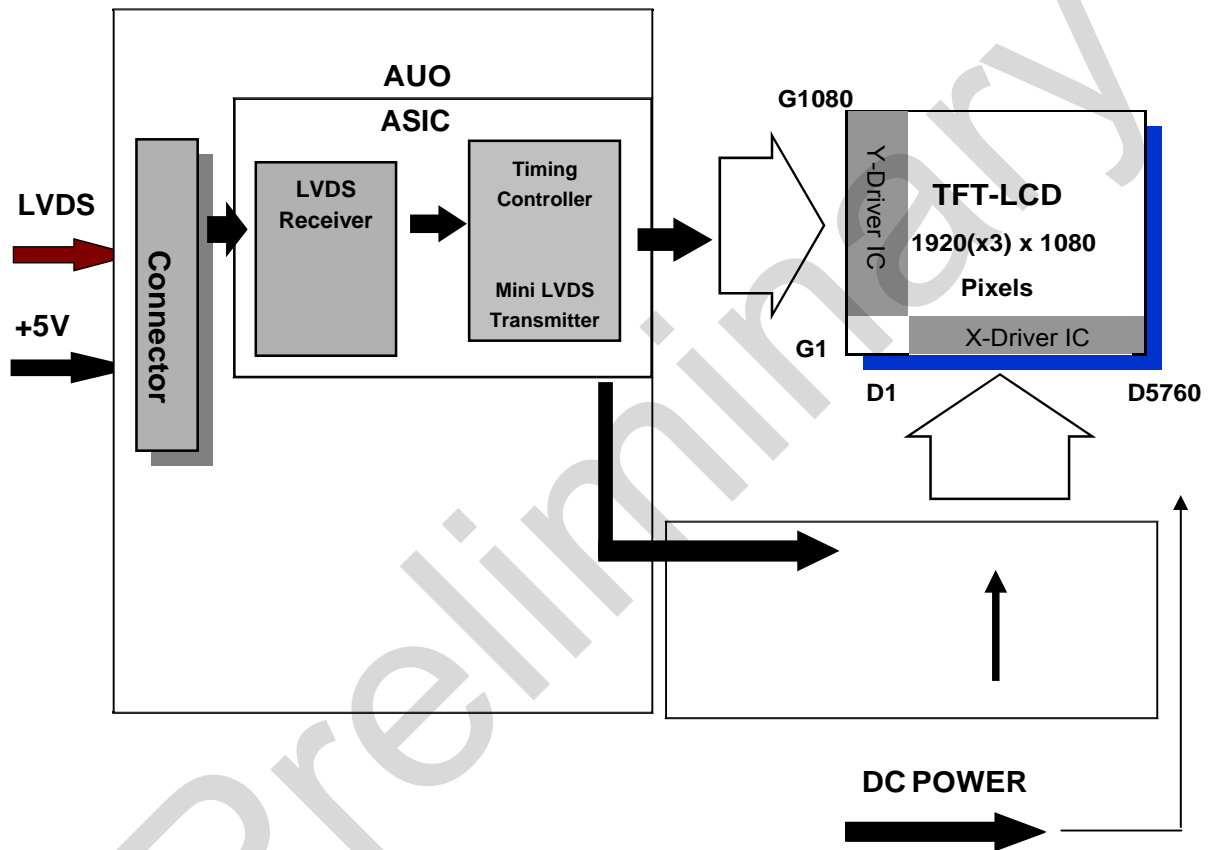 AUO
ASIC
LVDS
+5V
Connector
LVDS
Receiver
Timing
Controller
Mini LVDS
Transmitter
G1080
G1
Y-Driver IC
TFT-LCD
1920(x3) x 1080
Pixels
X-Driver IC
D1
D5760
DC POWER
Preliminary